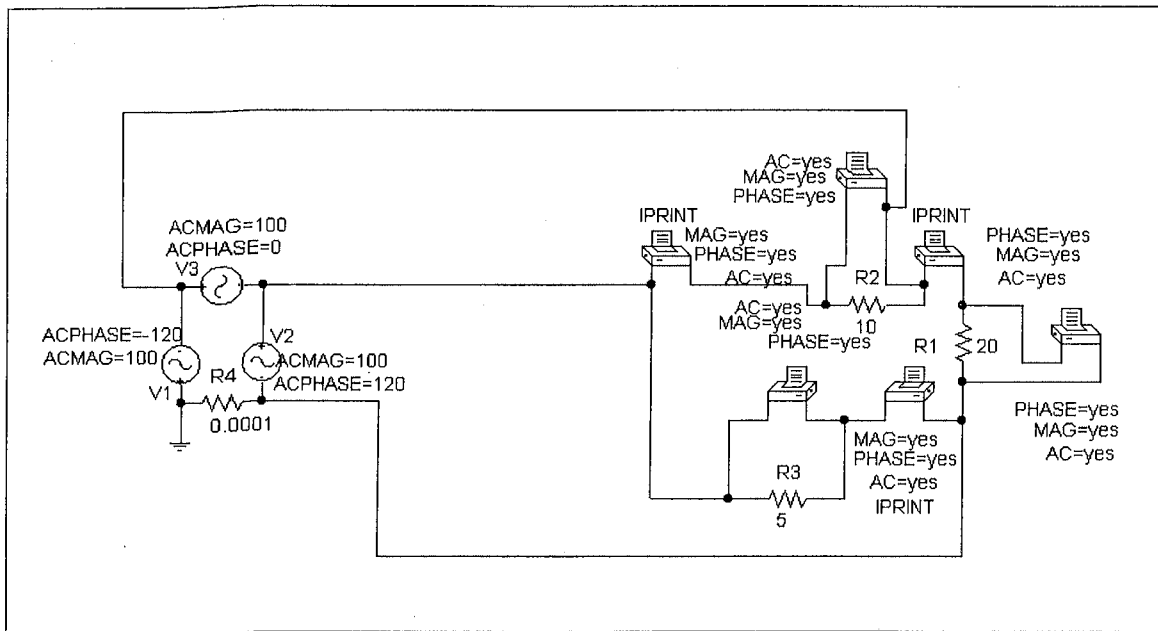 AC=yes
MAG=yes
PHASE=yes
ACMAG=100
ACPHASE=0
V3
IPRINT
MAG=yes
PHASE=yes
AC=yes
IPRINT
PHASE=yes
MAG=yes
AC=yes
R2
10
AC=yes
MAG=yes
PHASE=yes
ACPHASE=-120
ACMAG=100
V1
V2
ACMAG=100
ACPHASE=120
R4
0.0001
R1
20
PHASE=yes
MAG=yes
AC=yes
R3
5
MAG=yes
PHASE=yes
AC=yes
IPRINT